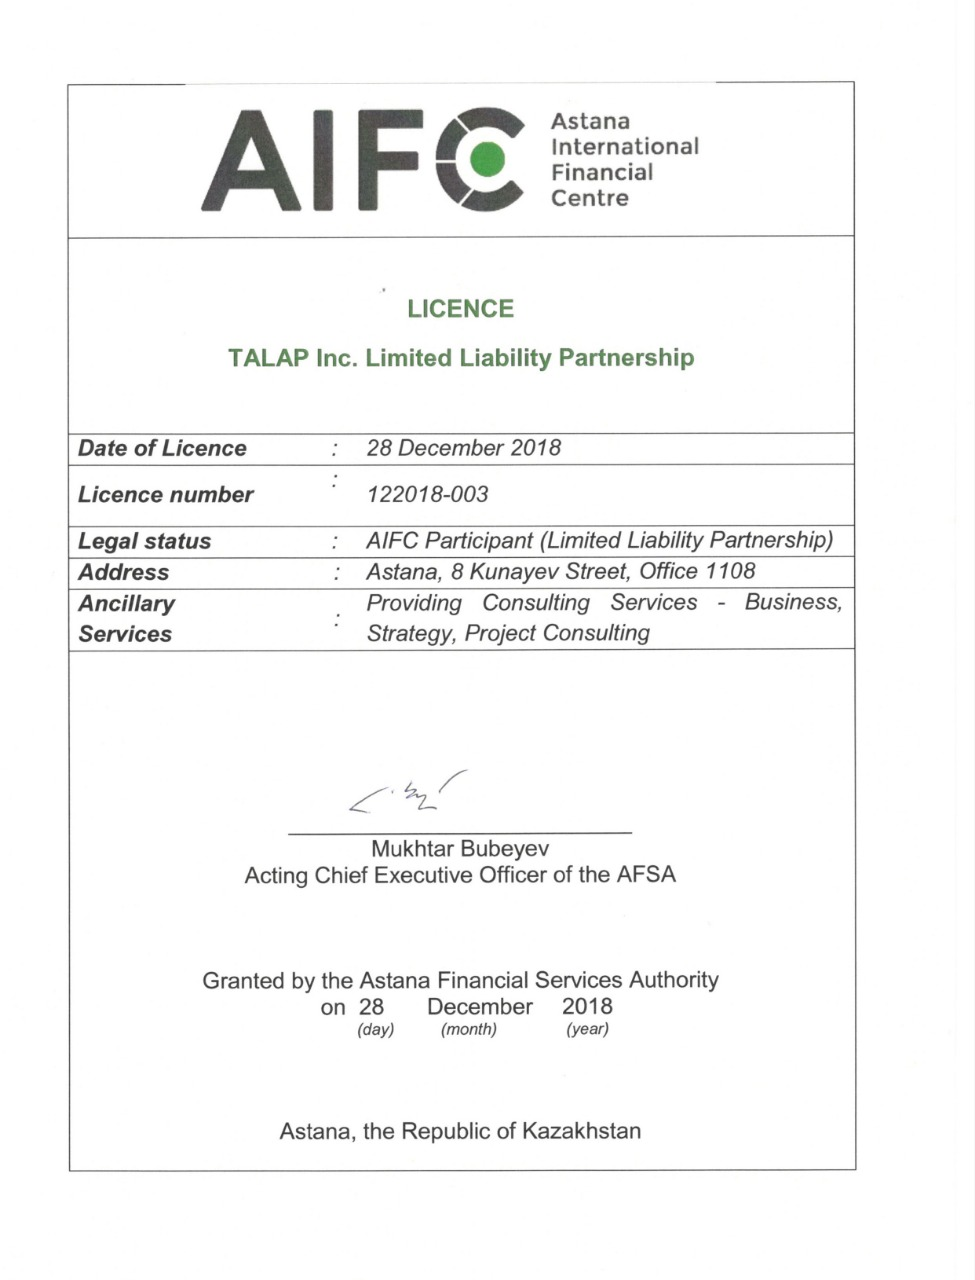 AIFC
Astana
International
Financial
Centre
LICENCE
TALAP Inc. Limited Liability Partnership
Date of Licence : 28 December 2018
Licence number : 122018-003
Legal status : AIFC Participant (Limited Liability Partnership)
Address : Astana, 8 Kunayev Street, Office 1108
Ancillary
Services
:
Providing Consulting Services - Business,
Strategy, Project Consulting
Mukhtar Bubeyev
Acting Chief Executive Officer of the AFSA
Granted by the Astana Financial Services Authority
on 28 December 2018
(day) (month) (year)
Astana, the Republic of Kazakhstan